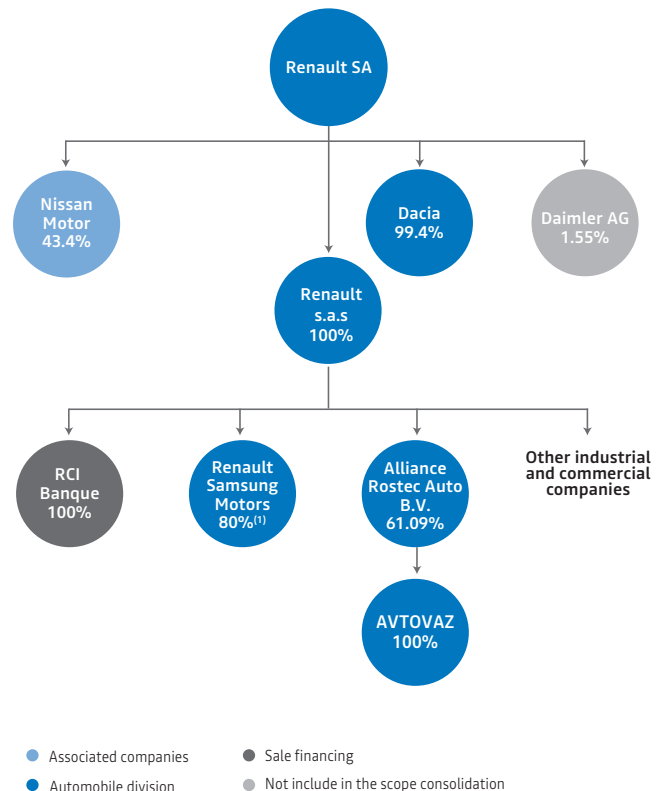 Renault SA
Nissan
Motor
43.4%
Dacia
99.4%
Daimler AG
1.55%
Renault
s.a.s
100%
RCI
Banque
100%
Renault
Samsung
Motors
80%(1)
Alliance
Rostec Auto
B.V.
61.09%
Other industrial
and commercial
companies
AVTOVAZ
100%
Associated companies
Sale financing
Automobile division
Not include in the scope consolidation